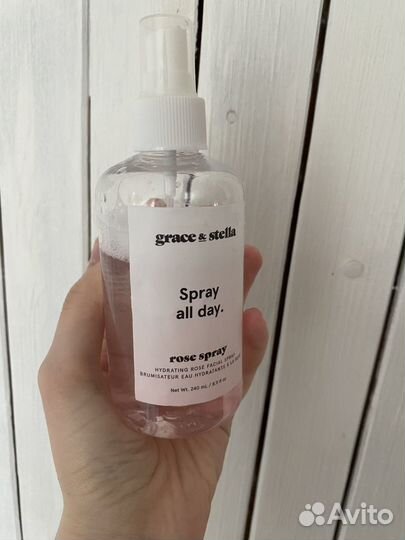 grace & stella
Spray
all day.
rose spray
HYDRATING ROSE FACIAL SPRAY
BRUMISATEUR EAU HYDRATANTE À LA ROSE
Net Wt. 240 mL / 8.11 fl oz
Avito